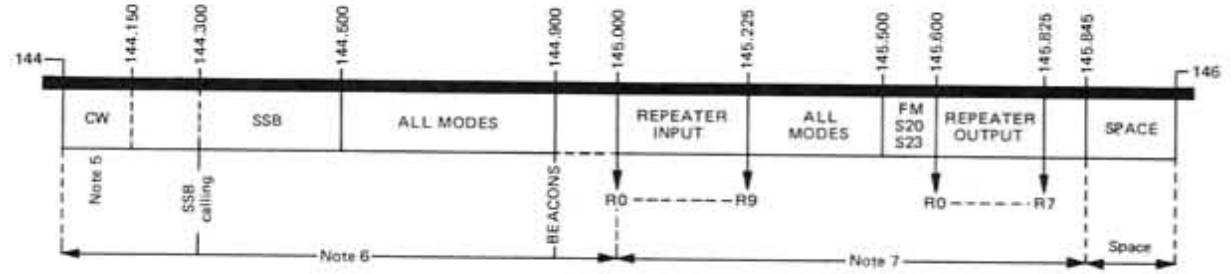 144
144.150
144.300
144.500
144.900
145.000
145.225
145.500
145.600
145.825
145.845
146
CW
SSB
ALL MODES
REPEATER
INPUT
ALL
MODES
FM
S20
S23
REPEATER
OUTPUT
SPACE
Note 5
SSB
calling
BEACONS
R0
R9
R0
R7
Note 6
Note 7
Space